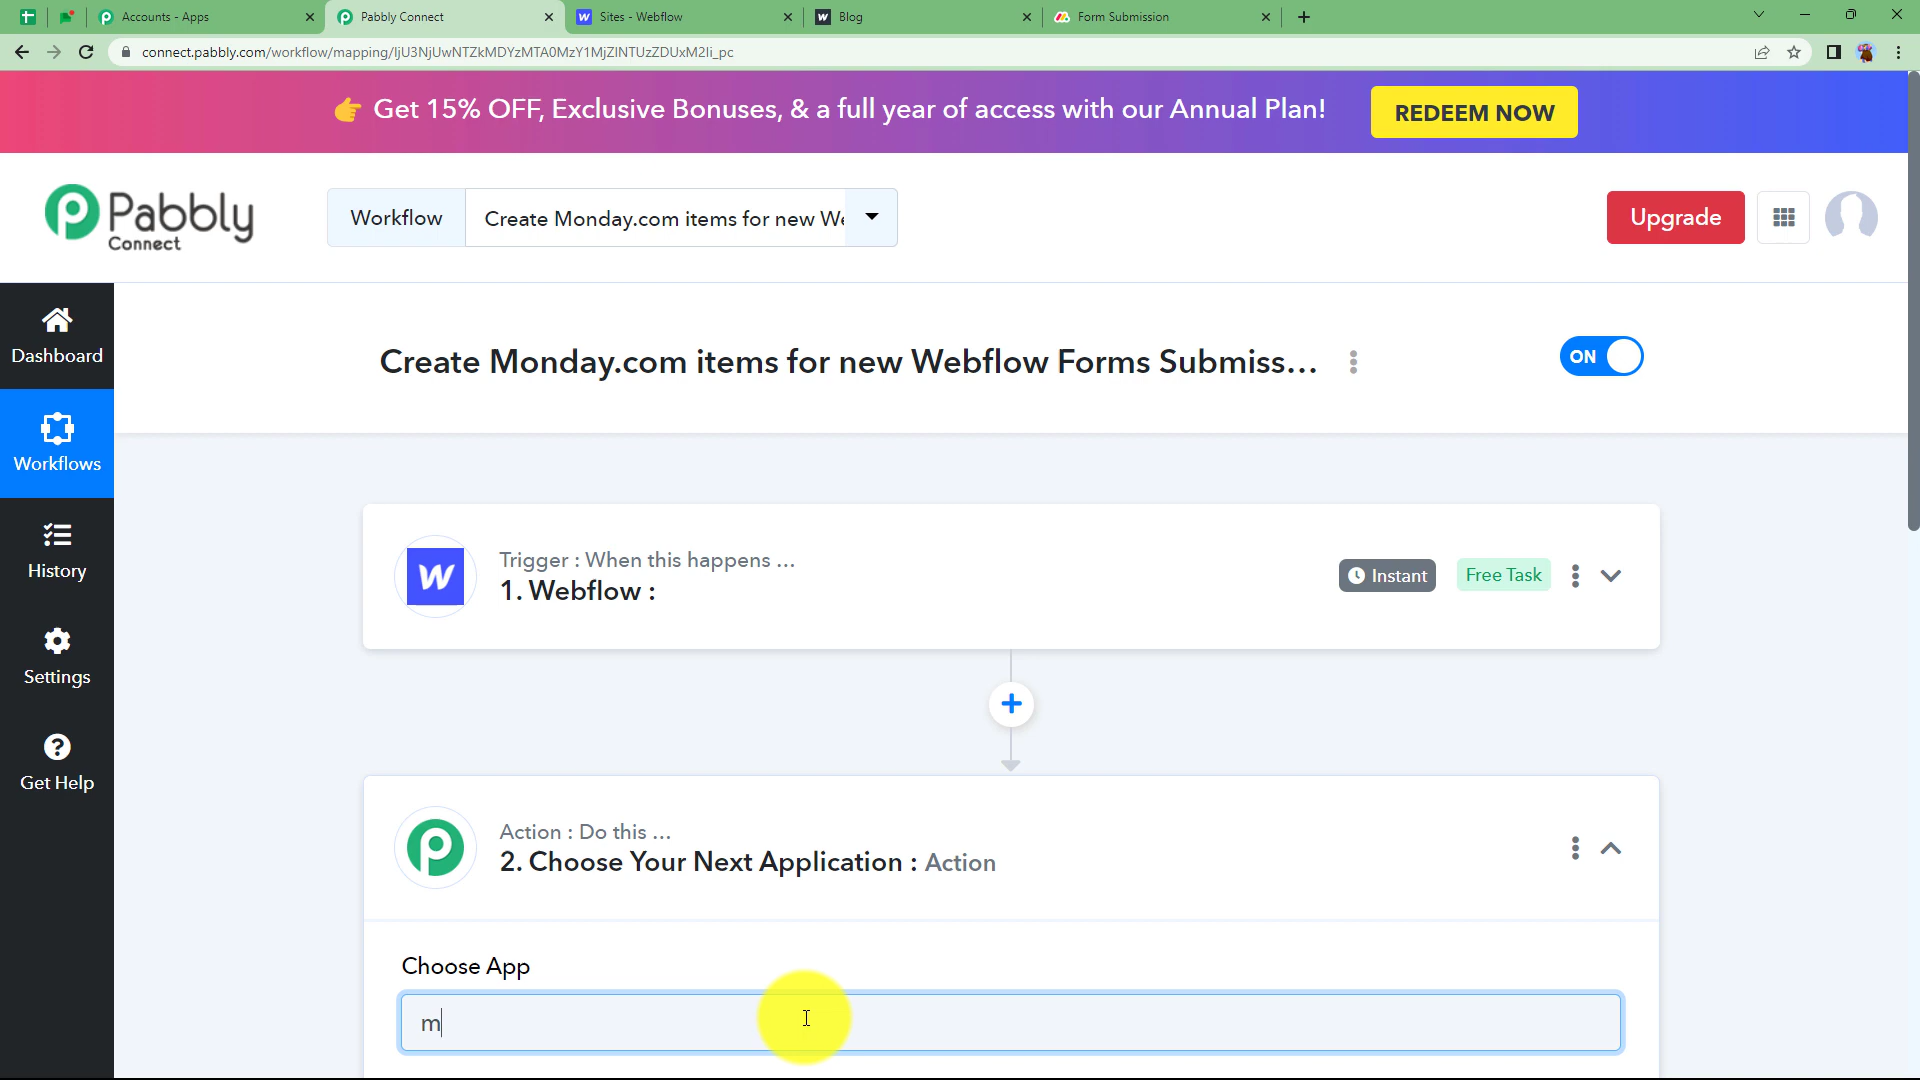 Accounts - Apps
Pabbly Connect
Sites - Webflow
Blog
Form Submission
connect.pabbly.com/workflow/mapping/IjU3NjUwNTZkMDYzMTA0MzY1MjZlNTUzZDUxM2Ii_pc
👉 Get 15% OFF, Exclusive Bonuses, & a full year of access with our Annual Plan!
REDEEM NOW
Pabbly
Connect
Workflow
Create Monday.com items for new We
Upgrade
Dashboard
Workflows
History
Settings
Get Help
Create Monday.com items for new Webflow Forms Submiss...
ON
Trigger : When this happens ...
1. Webflow :
Instant
Free Task
Action : Do this ...
2. Choose Your Next Application : Action
Choose App
m